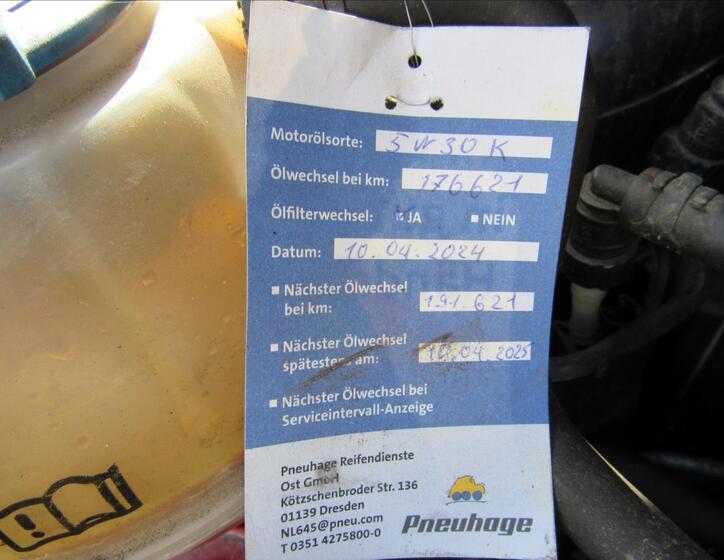 Motorölsorte: 5W30 K
Ölwechsel bei km: 176621
Ölfilterwechsel: JA NEIN
Datum: 10.04.2024
Nächster Ölwechsel
bei km: 191.621
Nächster Ölwechsel
spätestens am: 10.04.2025
Nächster Ölwechsel bei
Serviceintervall-Anzeige
Pneuhage Reifendienste
Ost GmbH
Kötzschenbroder Str. 136
01139 Dresden
NL645@pneu.com
T 0351 4275800-0
Pneuhage